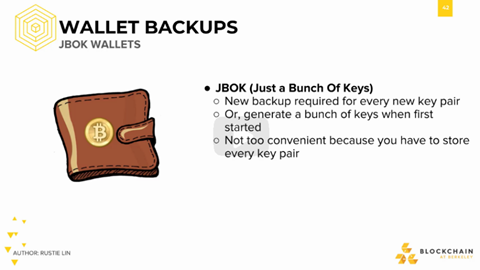 62
WALLET BACKUPS
JBOK WALLETS
● JBOK (Just a Bunch Of Keys)
○ New backup required for every new key pair
○ Or, generate a bunch of keys when first
started
○ Not too convenient because you have to store
every key pair
AUTHOR: RUSTIE LIN
BLOCKCHAIN
AT BERKELEY